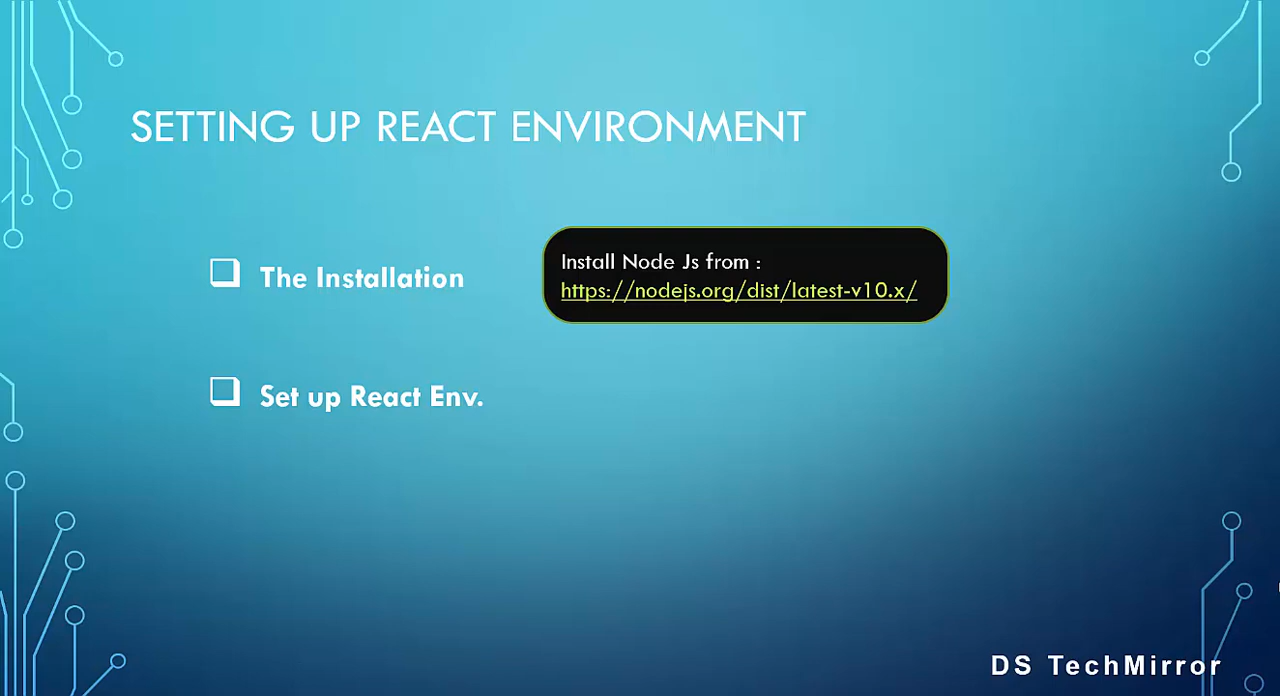 SETTING UP REACT ENVIRONMENT
The Installation
Install Node Js from :
https://nodejs.org/dist/latest-v10.x/
Set up React Env.
DS TechMirror